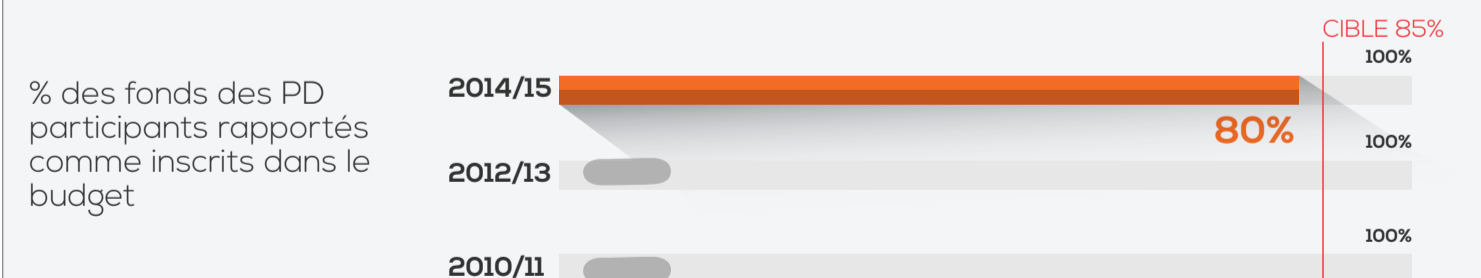 CIBLE 85%
100%
% des fonds des PD
participants rapportés
comme inscrits dans le
budget
2014/15
80%
100%
2012/13
100%
2010/11